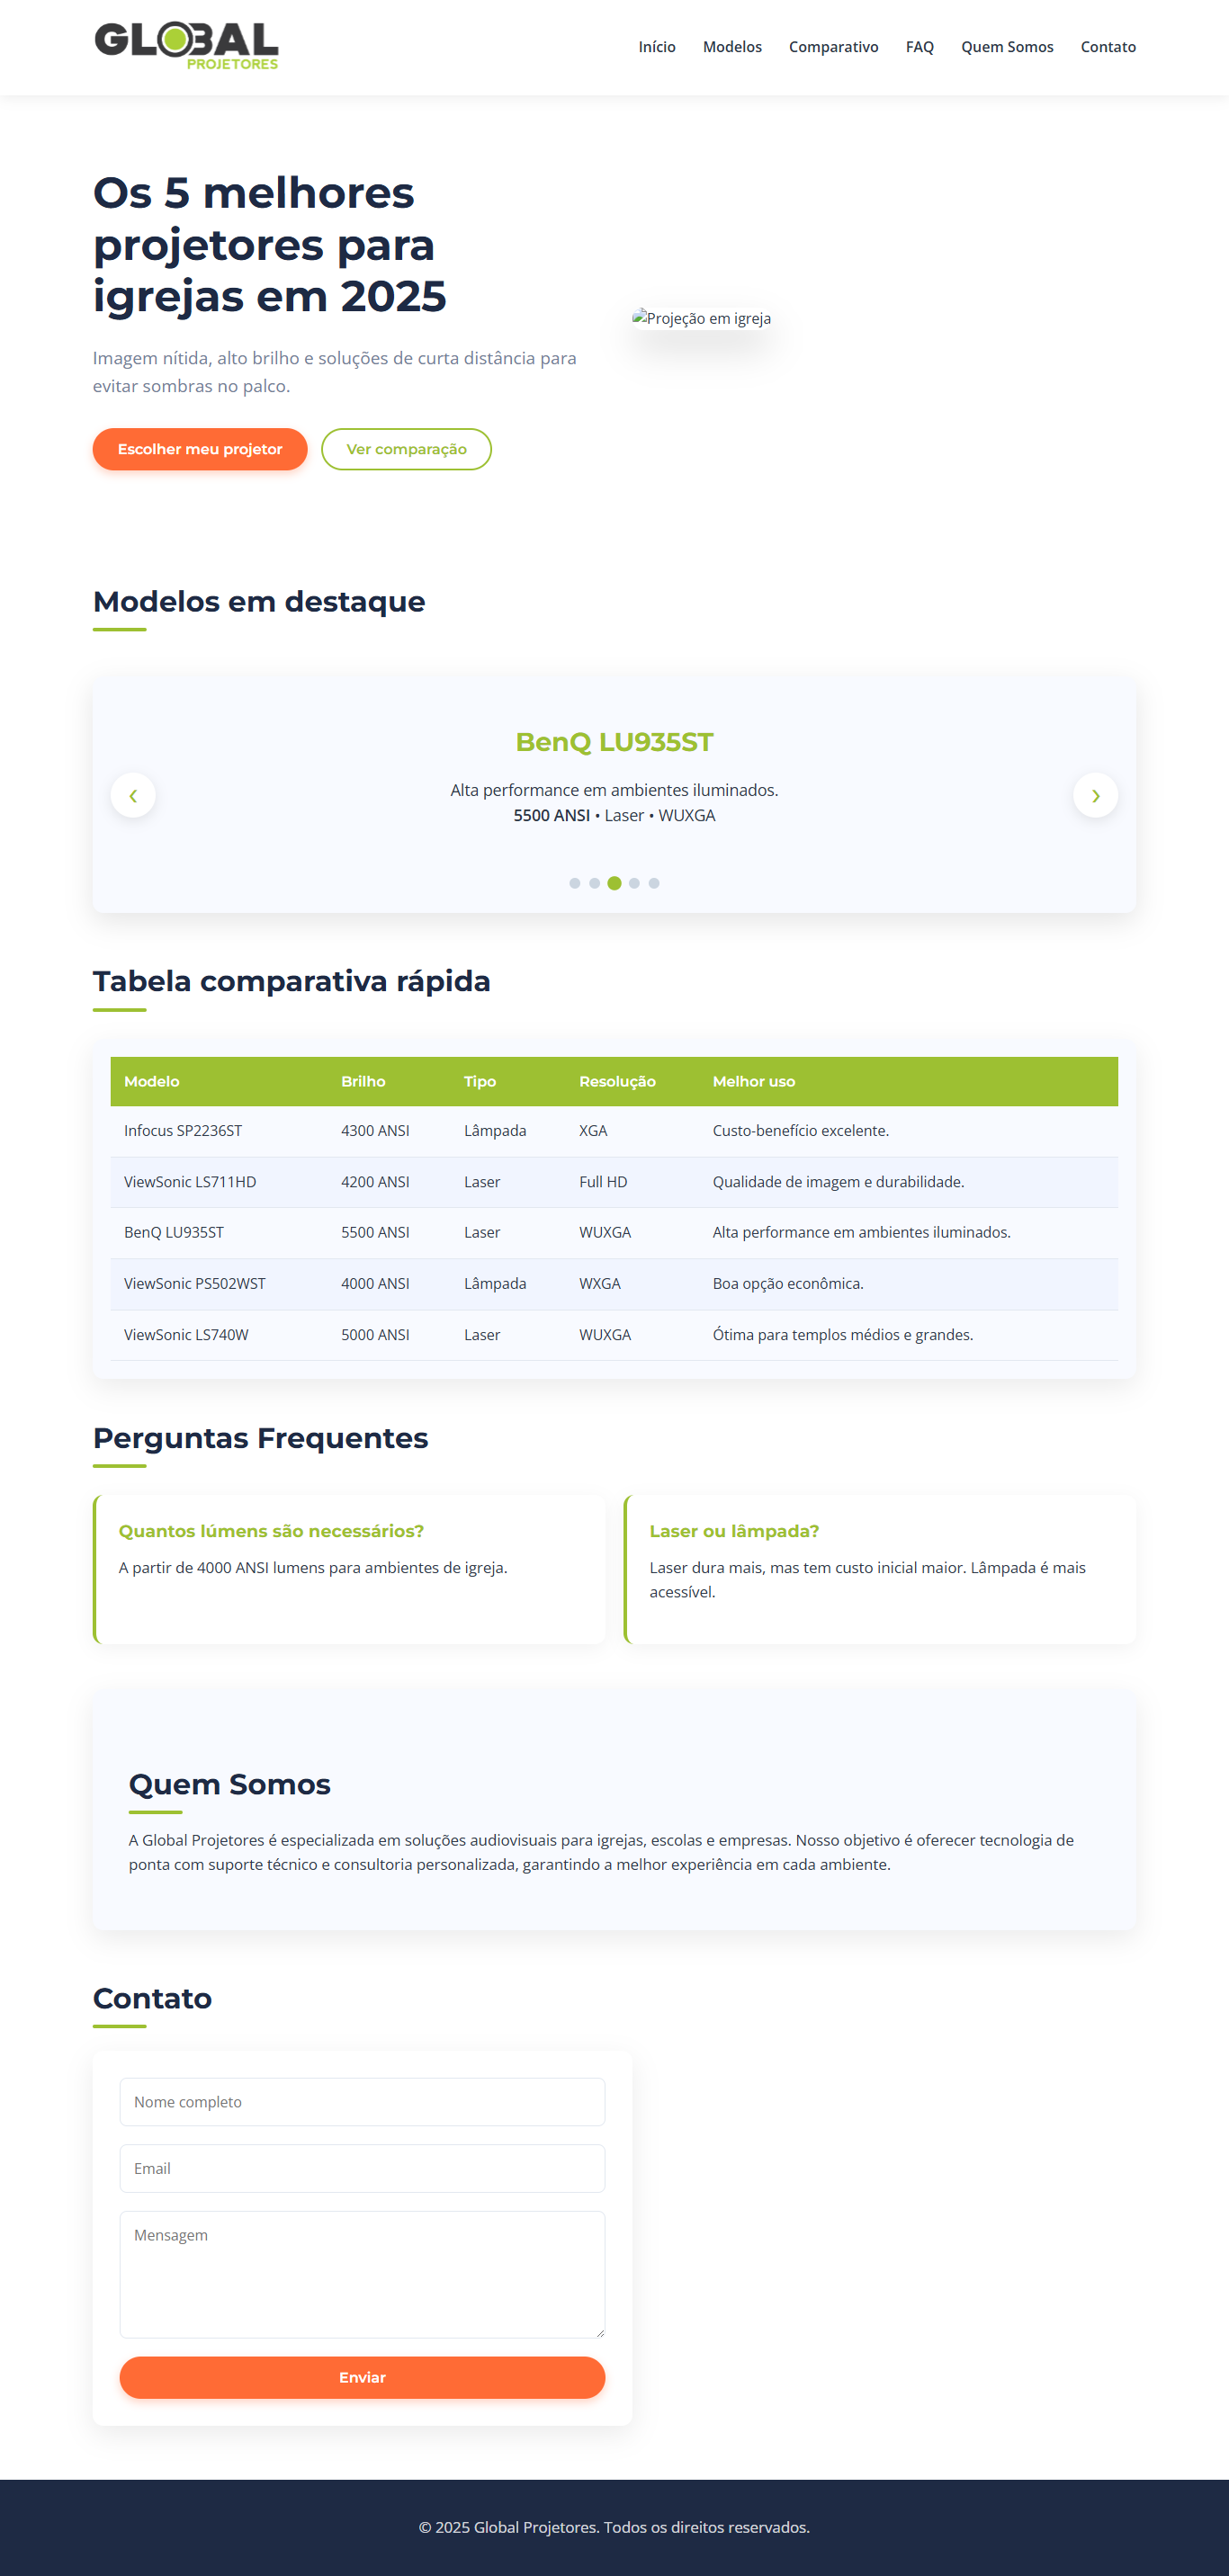 GLOBAL
PROJETORES
Início Modelos Comparativo FAQ Quem Somos Contato
Os 5 melhores
projetores para
igrejas em 2025
Imagem nítida, alto brilho e soluções de curta distância para
evitar sombras no palco.
Escolher meu projetor Ver comparação
Projeção em igreja
Modelos em destaque
BenQ LU935ST
‹ ›
Alta performance em ambientes iluminados.
5500 ANSI • Laser • WUXGA
Tabela comparativa rápida
Modelo Brilho Tipo Resolução Melhor uso
Infocus SP2236ST 4300 ANSI Lâmpada XGA Custo-benefício excelente.
ViewSonic LS711HD 4200 ANSI Laser Full HD Qualidade de imagem e durabilidade.
BenQ LU935ST 5500 ANSI Laser WUXGA Alta performance em ambientes iluminados.
ViewSonic PS502WST 4000 ANSI Lâmpada WXGA Boa opção econômica.
ViewSonic LS740W 5000 ANSI Laser WUXGA Ótima para templos médios e grandes.
Perguntas Frequentes
Quantos lúmens são necessários?
A partir de 4000 ANSI lumens para ambientes de igreja.
Laser ou lâmpada?
Laser dura mais, mas tem custo inicial maior. Lâmpada é mais
acessível.
Quem Somos
A Global Projetores é especializada em soluções audiovisuais para igrejas, escolas e empresas. Nosso objetivo é oferecer tecnologia de
ponta com suporte técnico e consultoria personalizada, garantindo a melhor experiência em cada ambiente.
Contato
Nome completo
Email
Mensagem
Enviar
© 2025 Global Projetores. Todos os direitos reservados.